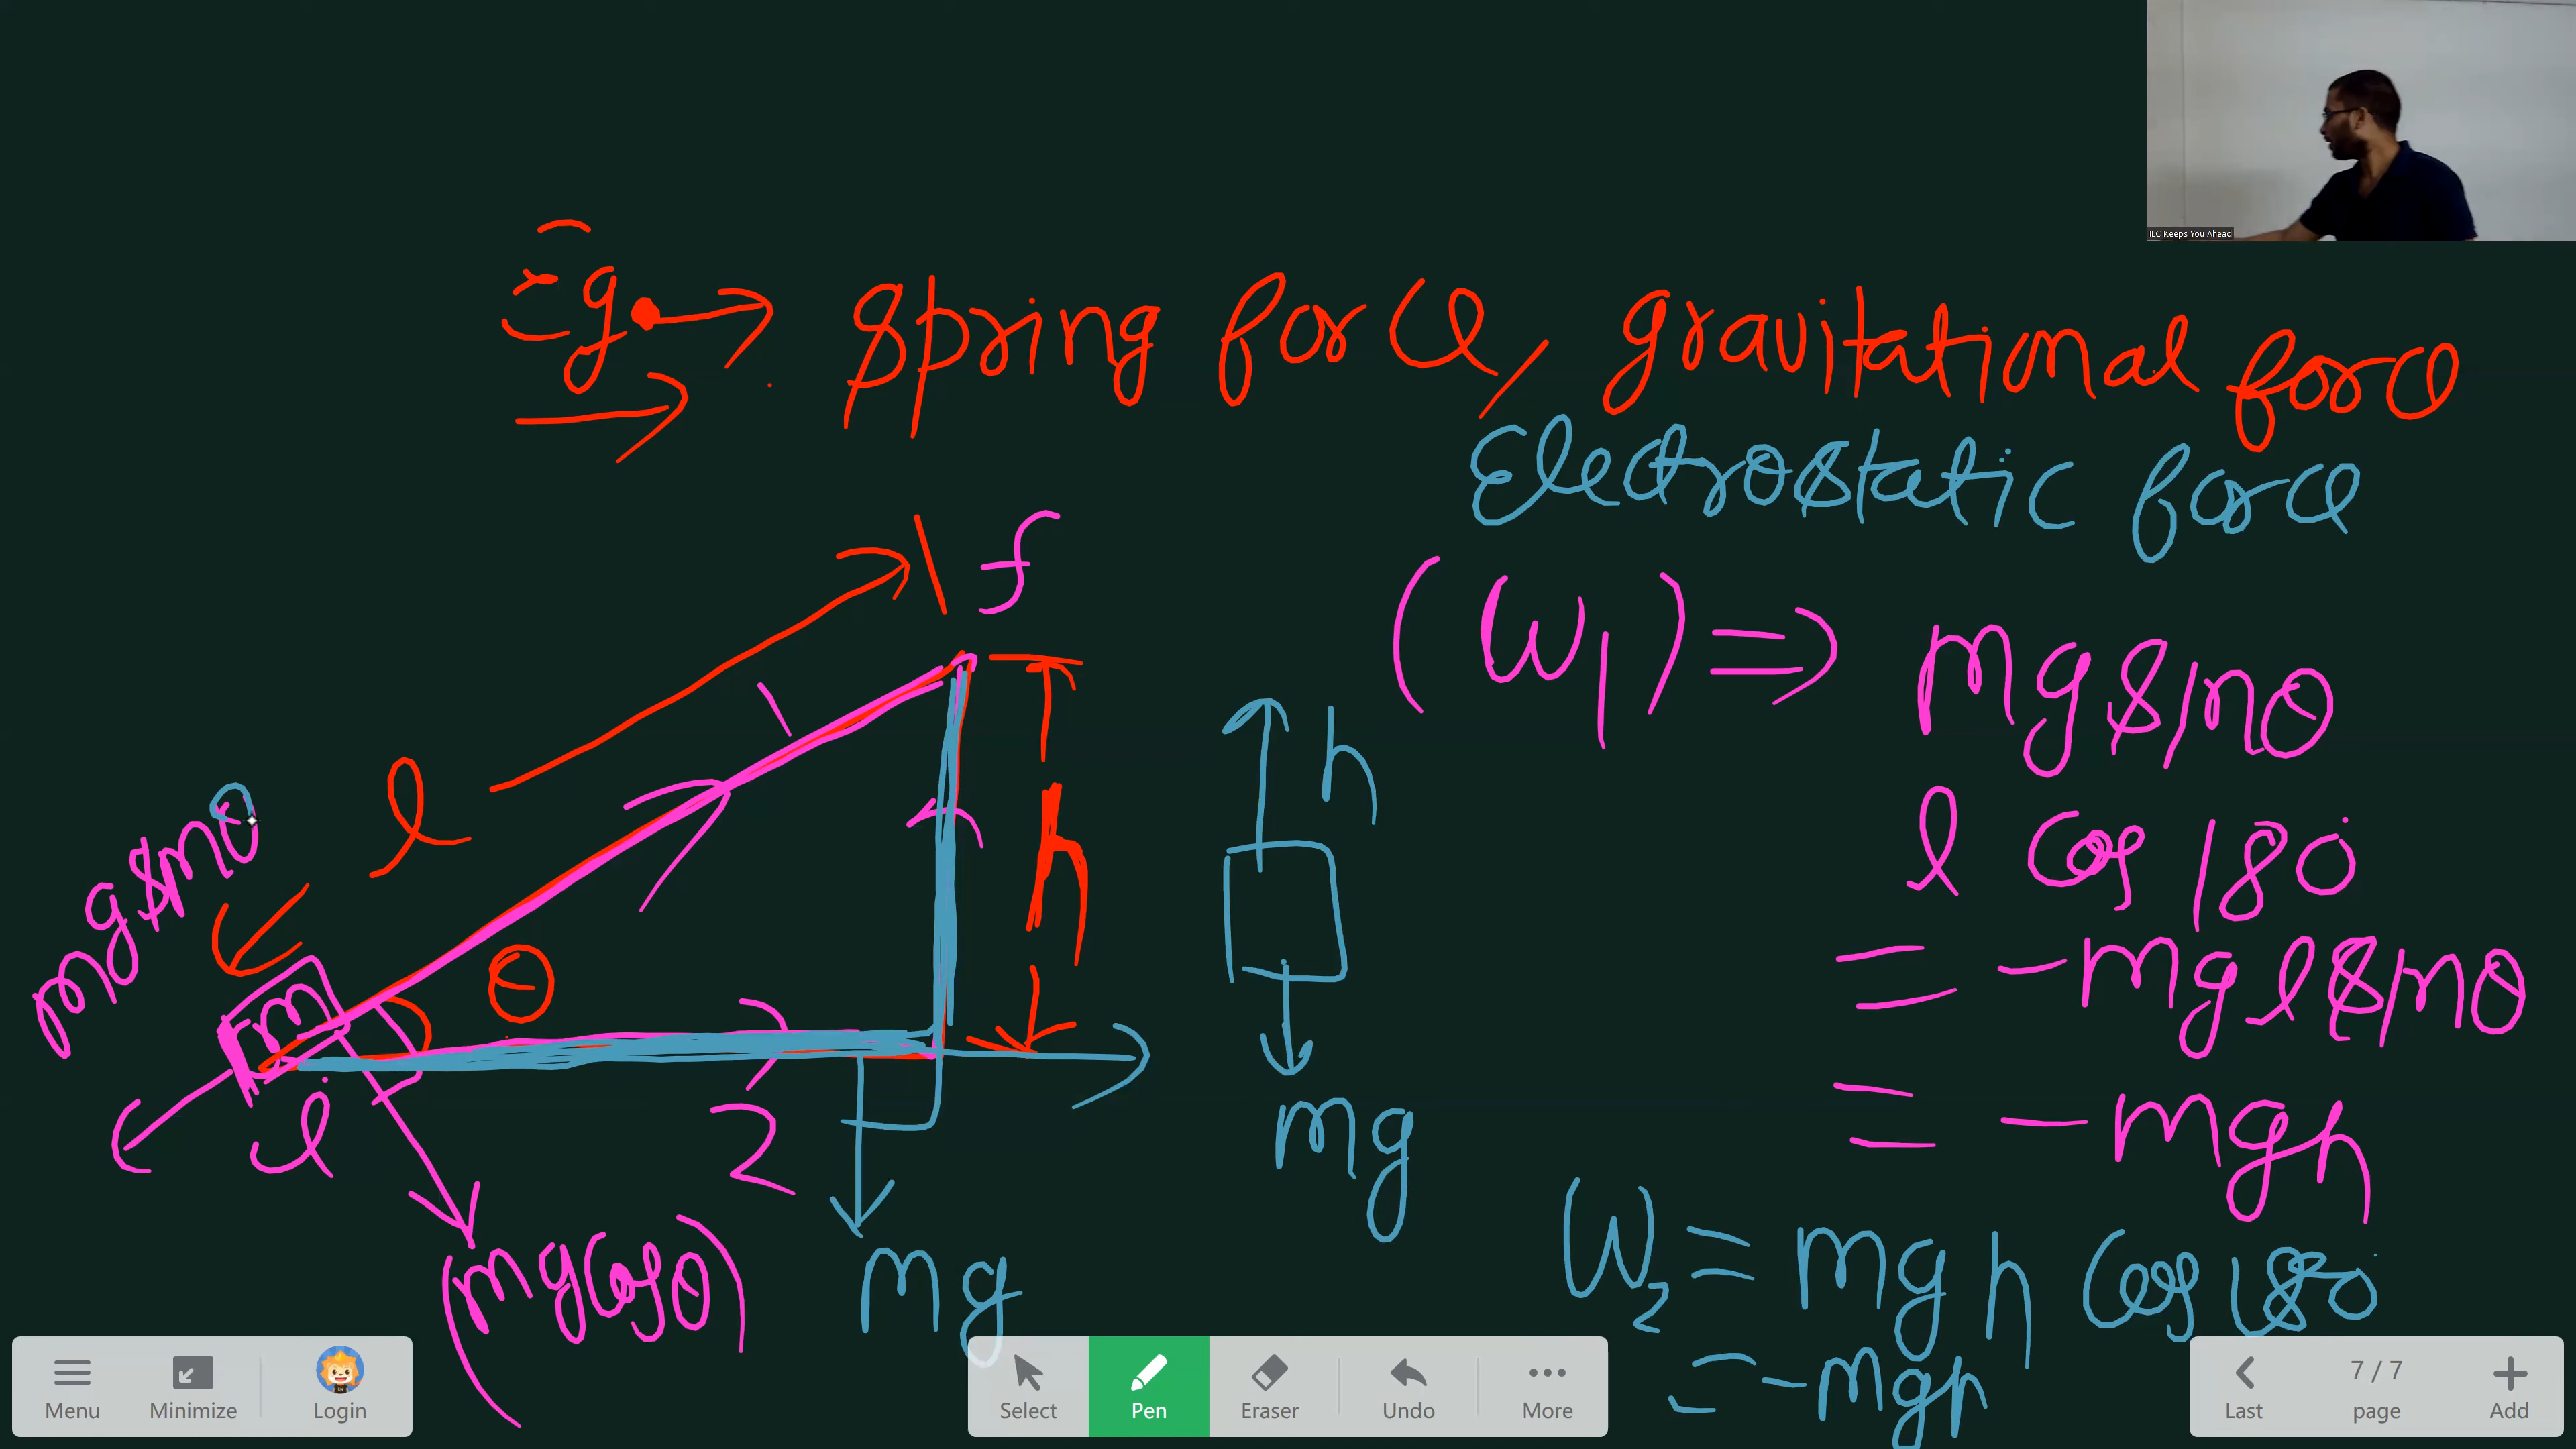 ILC Keeps You Ahead
Eg. → Spring force, gravitational force
Electrostatic force
f
(W1) ⇒ mg sinθ
l cos 180
= -mg l sinθ
= -mgh
1
l
h
h
mg sinθ
θ
m
i
2
mg
(mg cosθ)
mg
W2 = mg h cos 180
= -mgh
Menu Minimize Login Select Pen Eraser Undo More Last 7 / 7 page Add